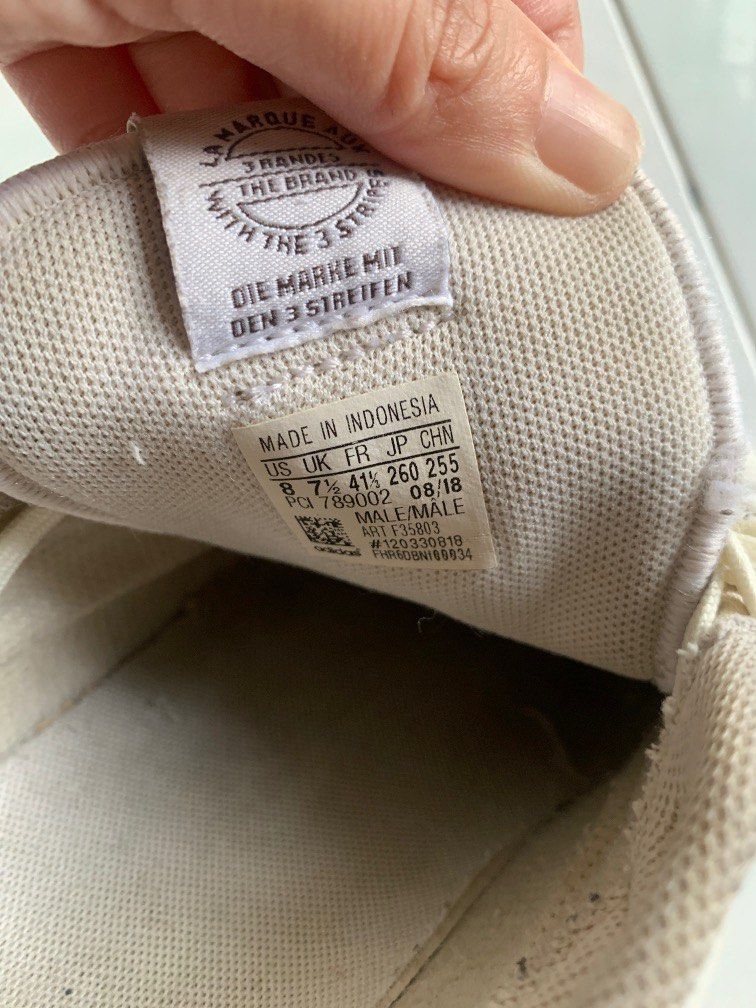 LA MARQUE AUX
3 BANDES
THE BRAND
WITH THE 3 STRIPES
DIE MARKE MIT
DEN 3 STREIFEN
MADE IN INDONESIA
US UK FR JP CHN
8 7½ 41⅓ 260 255
PCI 789002 08/18
MALE/MÂLE
ART F35803
#120330818
adidas